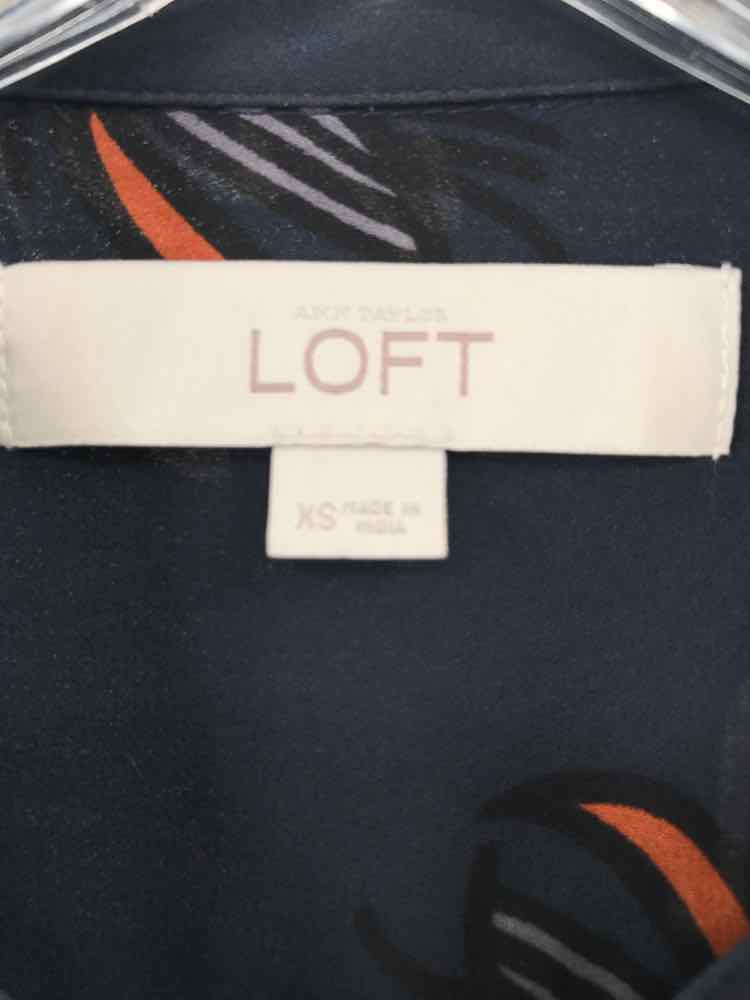 ANN TAYLOR
LOFT
XS MADE IN
INDIA